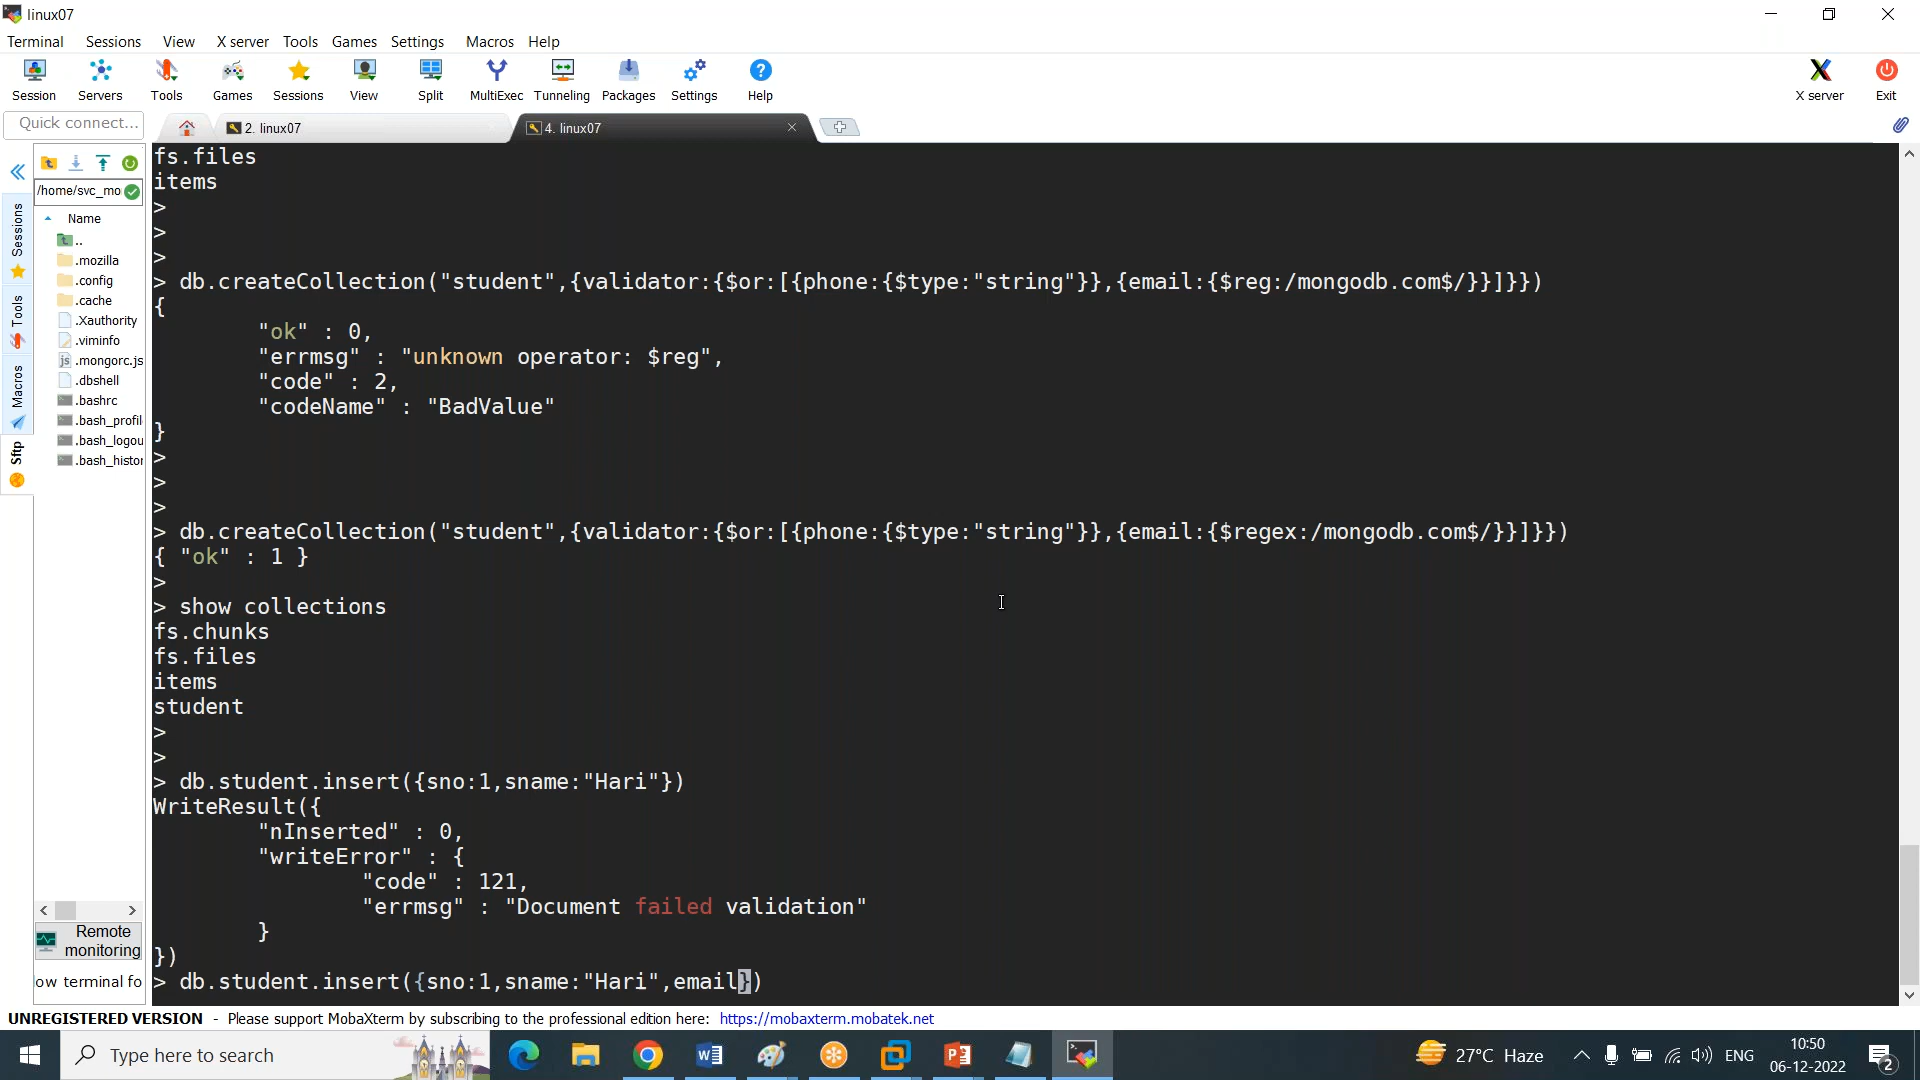 linux07
Terminal Sessions View X server Tools Games Settings Macros Help
Session Servers Tools Games Sessions View Split MultiExec Tunneling Packages Settings Help X server Exit
Quick connect... 2. linux07 4. linux07
/home/svc_mo
Name
..
.mozilla
.config
.cache
.Xauthority
.viminfo
.mongorc.js
.dbshell
.bashrc
.bash_profil
.bash_logou
.bash_histor
Sessions
Tools
Macros
Sftp
Remote
monitoring
ow terminal fo
fs.files
items
>
>
>
> db.createCollection("student",{validator:{$or:[{phone:{$type:"string"}},{email:{$reg:/mongodb.com$/}}]}})
{
"ok" : 0,
"errmsg" : "unknown operator: $reg",
"code" : 2,
"codeName" : "BadValue"
}
>
>
>
> db.createCollection("student",{validator:{$or:[{phone:{$type:"string"}},{email:{$regex:/mongodb.com$/}}]}})
{ "ok" : 1 }
>
> show collections
fs.chunks
fs.files
items
student
>
>
> db.student.insert({sno:1,sname:"Hari"})
WriteResult({
"nInserted" : 0,
"writeError" : {
"code" : 121,
"errmsg" : "Document failed validation"
}
})
> db.student.insert({sno:1,sname:"Hari",email})
UNREGISTERED VERSION - Please support MobaXterm by subscribing to the professional edition here: https://mobaxterm.mobatek.net
Type here to search
27°C Haze
ENG
10:50
06-12-2022
2